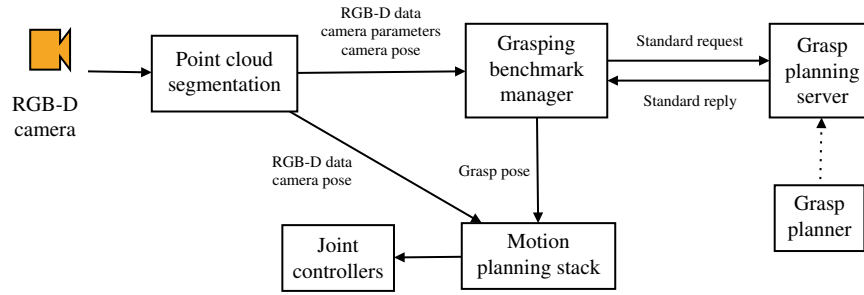 RGB-D
camera
Point cloud
segmentation
RGB-D data
camera parameters
camera pose
Grasping
benchmark
manager
Standard request
Standard reply
Grasp
planning
server
RGB-D data
camera pose
Grasp pose
Grasp
planner
Joint
controllers
Motion
planning stack